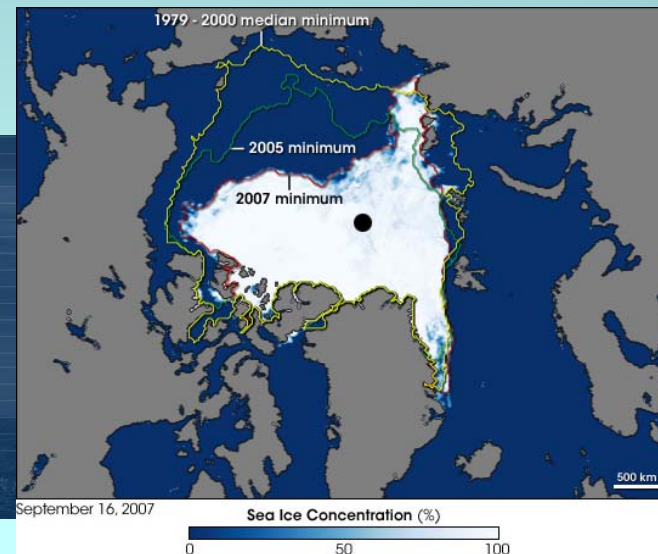 1979 - 2000 median minimum
2005 minimum
2007 minimum
500 km
September 16, 2007
Sea Ice Concentration (%)
0 50 100